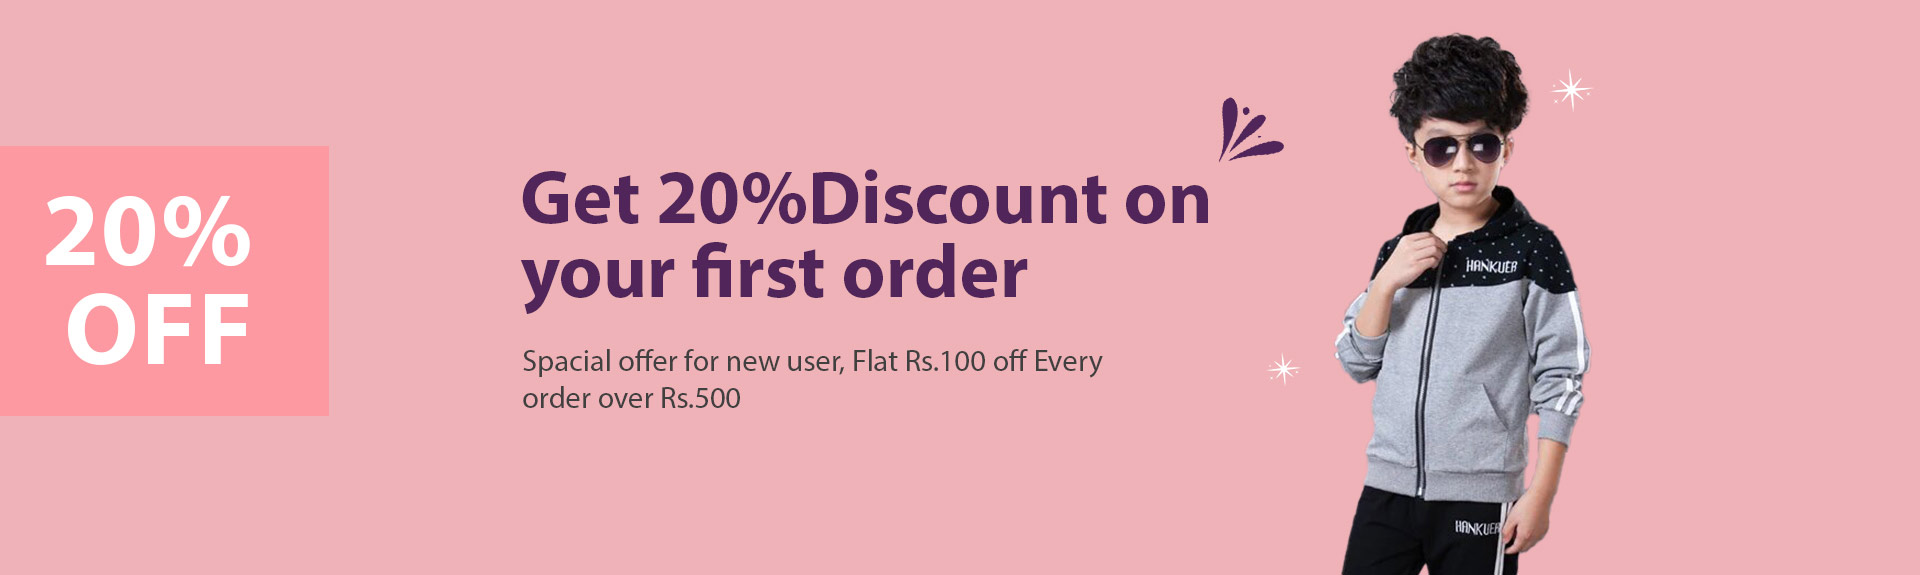 20%
OFF
Get 20%Discount on
your first order
Spacial offer for new user, Flat Rs.100 off Every
order over Rs.500
HANKUER
HANKUER